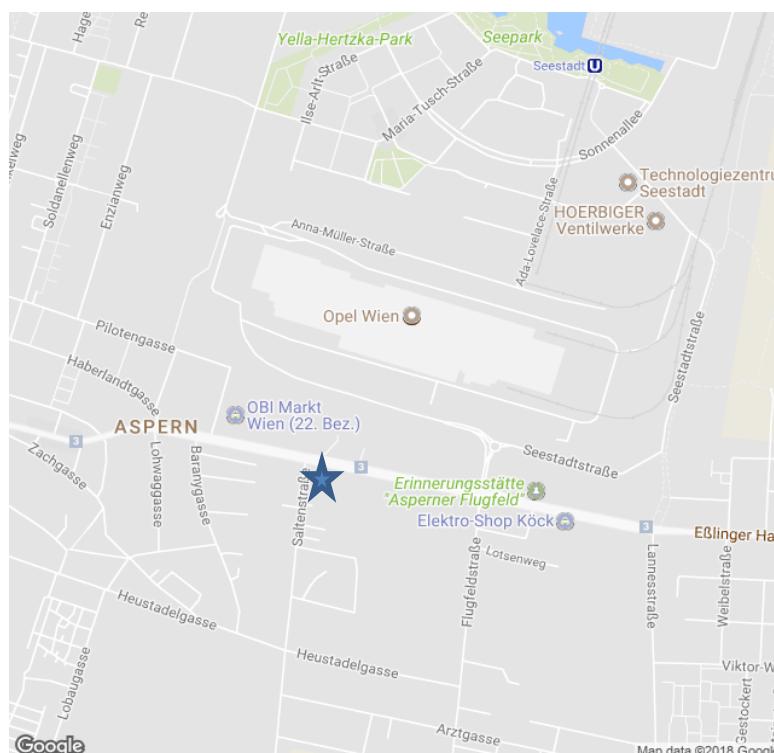 Hage
Re
Yella-Hertzka-Park
Seepark
Seestadt U
Ilse-Arlt-Straße
Maria-Tusch-Straße
Sonnenallee
Soldanellenweg
Enzianweg
Technologiezentru
Seestadt
HOERBIGER
Ventilwerke
Ada-Lovelace-Straße
Anna-Müller-Straße
Opel Wien
Pilotengasse
Haberlandtgasse
Seestadtstraße
OBI Markt
Wien (22. Bez.)
ASPERN
3
3
Zachgasse
Lohwaggasse
Baranygasse
Saltenstraße
Seestadtstraße
Erinnerungsstätte
"Asperner Flugfeld"
Elektro-Shop Köck
3
Eßlinger Ha
Lotsenweg
Flugfeldstraße
Lannesstraße
Weibelstraße
Heustadelgasse
Heustadelgasse
Viktor-W
Lobaugasse
Gestockert
Arztgasse
Google
Map data ©2018 Google